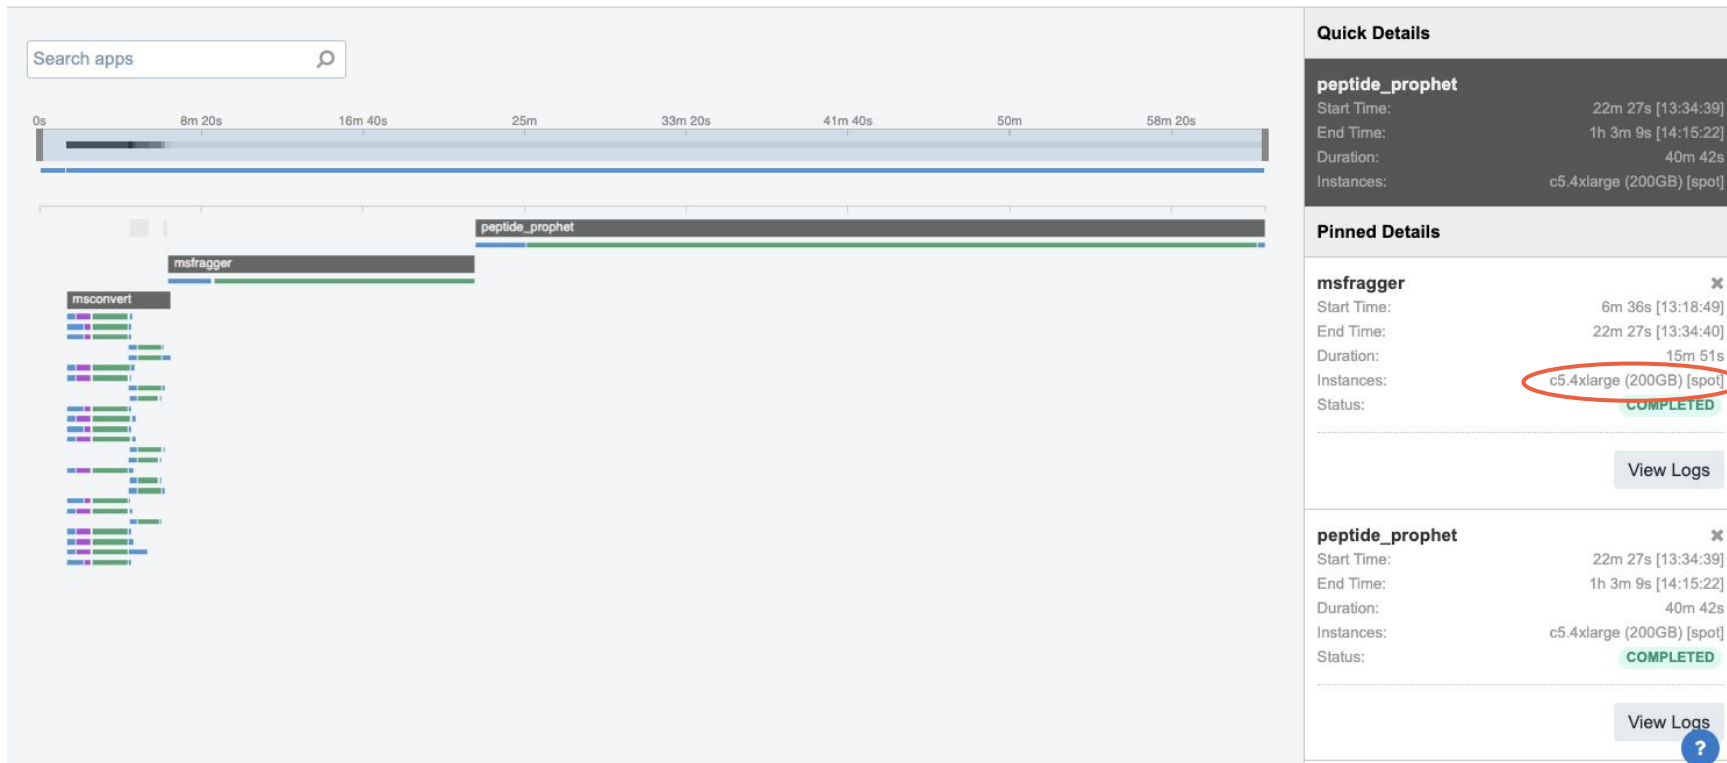 Search apps
0s 8m 20s 16m 40s 25m 33m 20s 41m 40s 50m 58m 20s
peptide_prophet
msfragger
msconvert
Quick Details
peptide_prophet
Start Time: 22m 27s [13:34:39]
End Time: 1h 3m 9s [14:15:22]
Duration: 40m 42s
Instances: c5.4xlarge (200GB) [spot]
Pinned Details
msfragger
Start Time: 6m 36s [13:18:49]
End Time: 22m 27s [13:34:40]
Duration: 15m 51s
Instances: c5.4xlarge (200GB) [spot]
Status: COMPLETED
View Logs
peptide_prophet
Start Time: 22m 27s [13:34:39]
End Time: 1h 3m 9s [14:15:22]
Duration: 40m 42s
Instances: c5.4xlarge (200GB) [spot]
Status: COMPLETED
View Logs
?